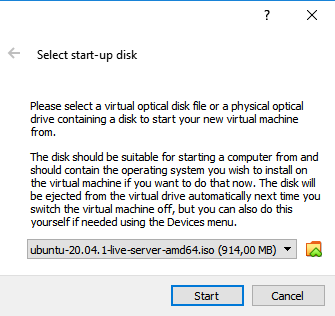 ?
Select start-up disk
Please select a virtual optical disk file or a physical optical
drive containing a disk to start your new virtual machine
from.
The disk should be suitable for starting a computer from and
should contain the operating system you wish to install on
the virtual machine if you want to do that now. The disk will
be ejected from the virtual drive automatically next time you
switch the virtual machine off, but you can also do this
yourself if needed using the Devices menu.
ubuntu-20.04.1-live-server-amd64.iso (914,00 MB)
Start Cancel